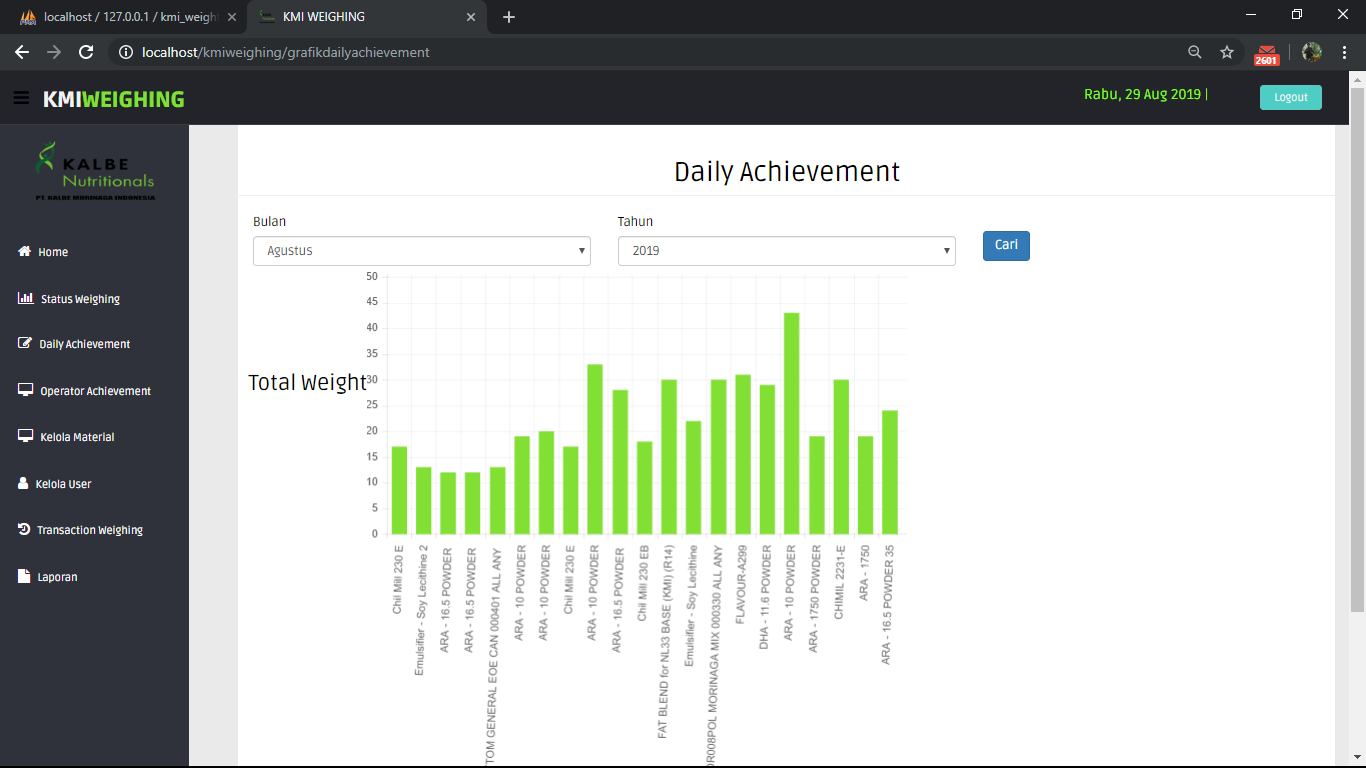 localhost / 127.0.0.1 / kmi_weigh
KMI WEIGHING
localhost/kmiweighing/grafikdailyachievement
2601
KMIWEIGHING
Rabu, 29 Aug 2019 |
Logout
KALBE
Nutritionals
PT. KALBE MORINAGA INDONESIA
Home
Status Weighing
Daily Achievement
Operator Achievement
Kelola Material
Kelola User
Transaction Weighing
Laporan
Daily Achievement
Bulan
Tahun
Agustus
2019
Cari
Total Weight
50
45
40
35
30
25
20
15
10
5
0
Chil Mill 230 E
Emulsifier - Soy Lecithine 2
ARA - 16.5 POWDER
ARA - 16.5 POWDER
TOM GENERAL EOE CAN 000401 ALL ANY
ARA - 10 POWDER
ARA - 10 POWDER
Chil Mill 230 E
ARA - 10 POWDER
ARA - 16.5 POWDER
Chil Mill 230 EB
FAT BLEND for NL33 BASE (KMI) (R14)
Emulsifier - Soy Lecithine
OR008POL MORINAGA MIX 000330 ALL ANY
FLAVOUR-A299
DHA - 11.6 POWDER
ARA - 10 POWDER
ARA - 1750 POWDER
CHIMIL 2231-E
ARA - 1750
ARA - 16.5 POWDER 35